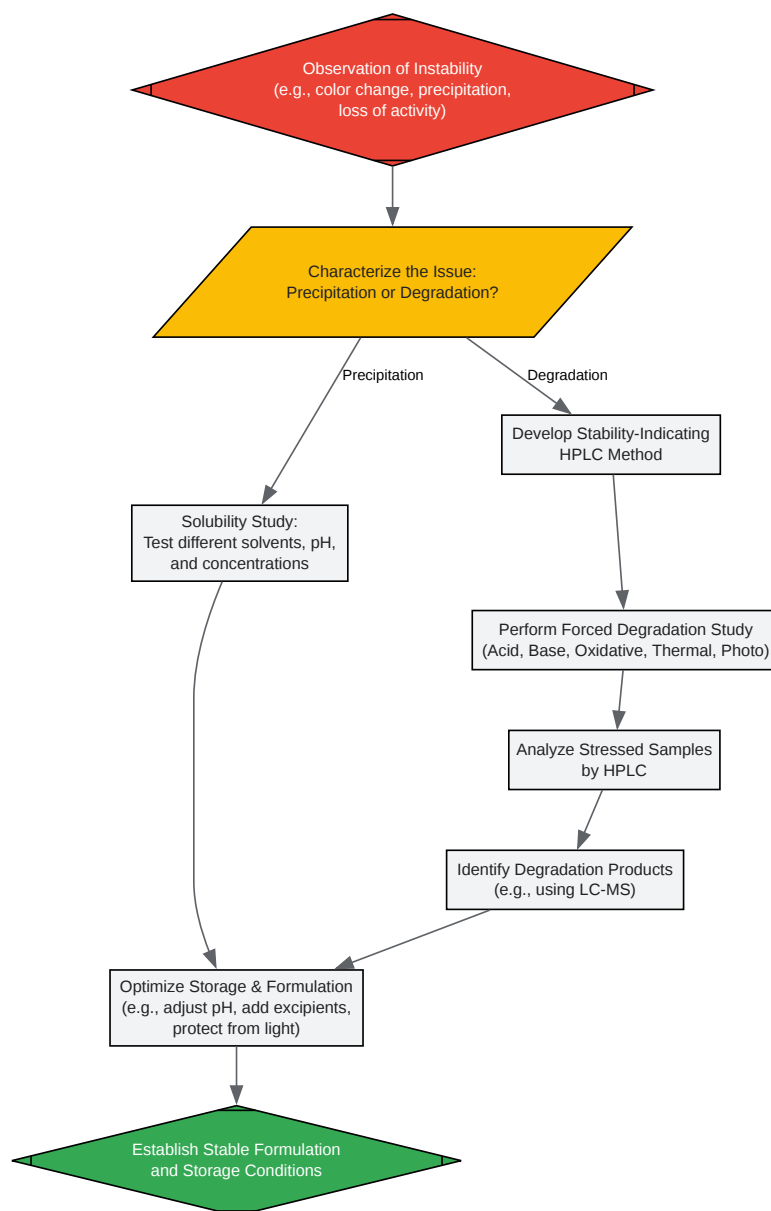 Observation of Instability
(e.g., color change, precipitation,
loss of activity)
Characterize the Issue:
Precipitation or Degradation?
Precipitation
Degradation
Develop Stability-Indicating
HPLC Method
Solubility Study:
Test different solvents, pH,
and concentrations
Perform Forced Degradation Study
(Acid, Base, Oxidative, Thermal, Photo)
Analyze Stressed Samples
by HPLC
Identify Degradation Products
(e.g., using LC-MS)
Optimize Storage & Formulation
(e.g., adjust pH, add excipients,
protect from light)
Establish Stable Formulation
and Storage Conditions